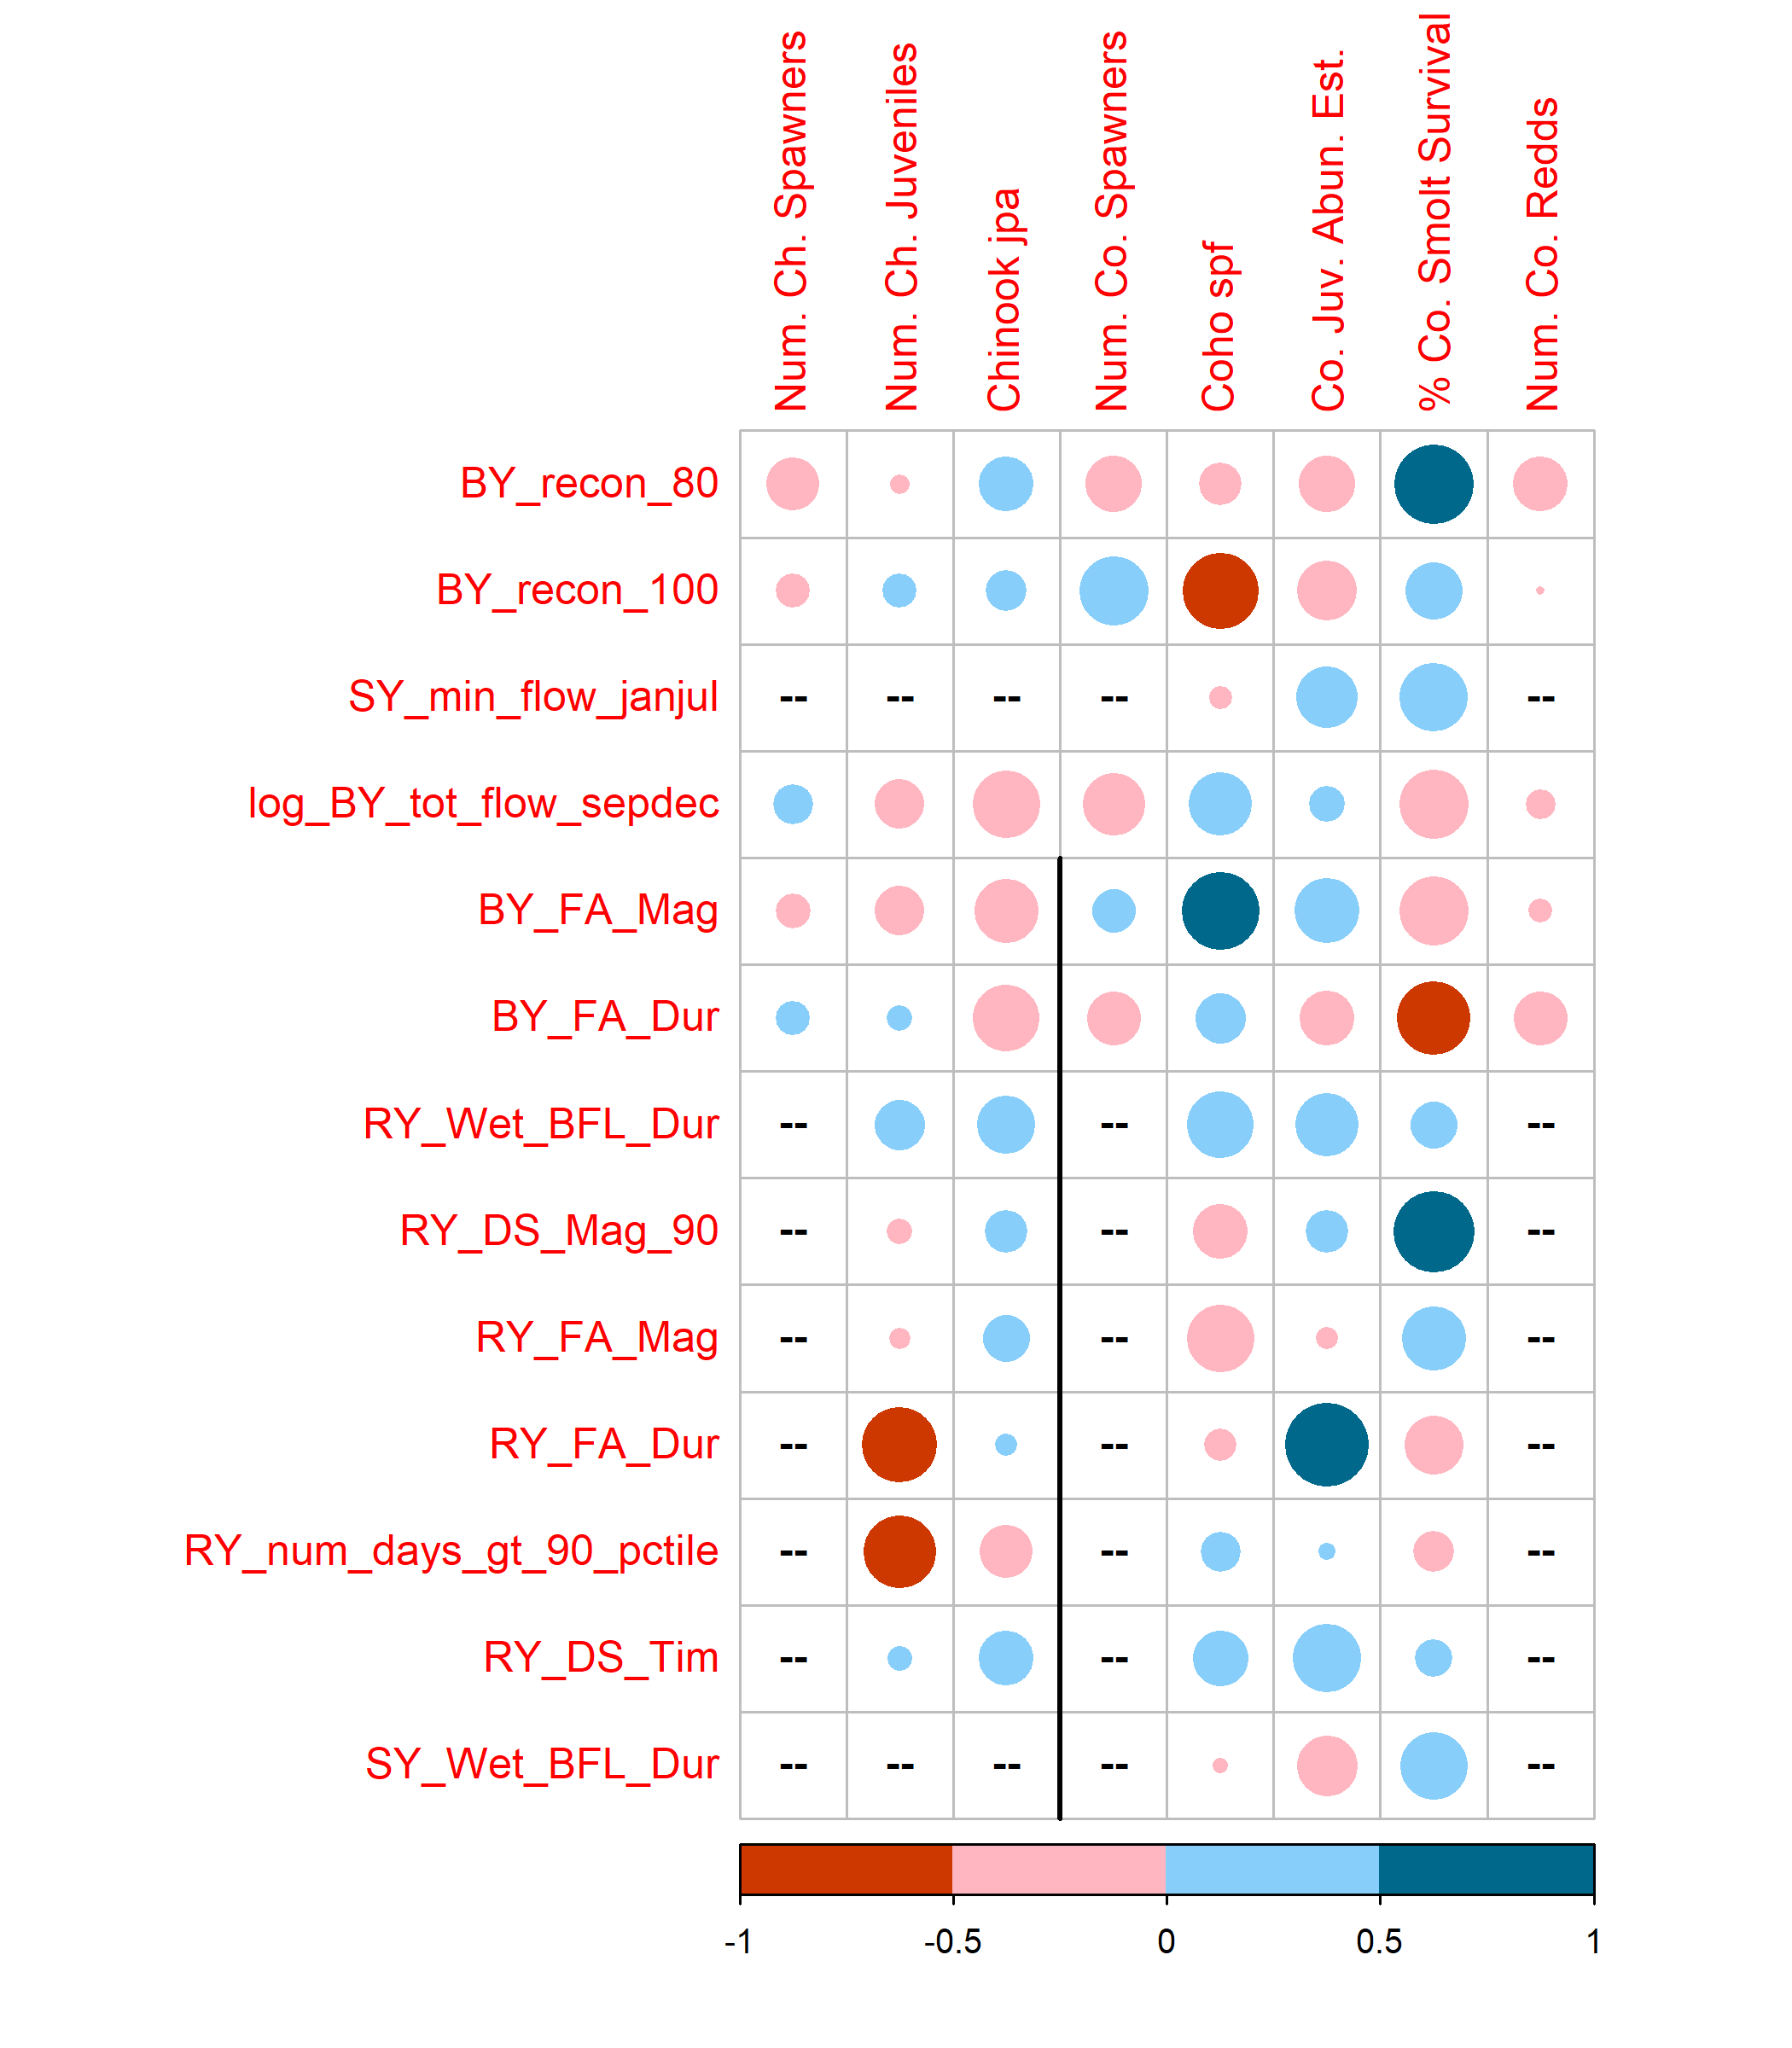 Num. Ch. Spawners
Num. Ch. Juveniles
Chinook jpa
Num. Co. Spawners
Coho spf
Co. Juv. Abun. Est.
% Co. Smolt Survival
Num. Co. Redds
BY_recon_80
BY_recon_100
SY_min_flow_janjul -- -- -- -- --
log_BY_tot_flow_sepdec
BY_FA_Mag
BY_FA_Dur
RY_Wet_BFL_Dur -- -- --
RY_DS_Mag_90 -- -- --
RY_FA_Mag -- -- --
RY_FA_Dur -- -- --
RY_num_days_gt_90_pctile -- -- --
RY_DS_Tim -- -- --
SY_Wet_BFL_Dur -- -- -- -- --
-1 -0.5 0 0.5 1